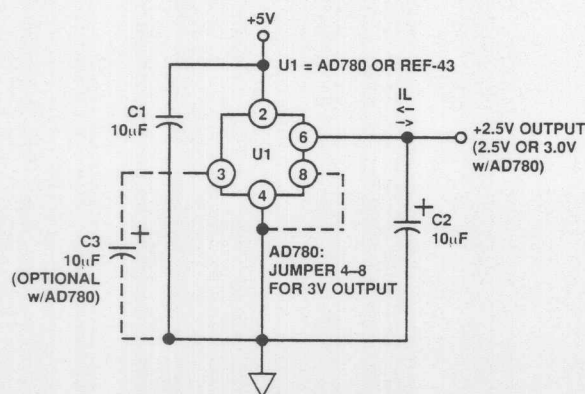 +5V
U1 = AD780 OR REF-43
IL
C1
10µF
2
6
U1
3
8
4
+2.5V OUTPUT
(2.5V OR 3.0V
w/AD780)
+
C2
10µF
+
C3
10µF
(OPTIONAL
w/AD780)
AD780:
JUMPER 4–8
FOR 3V OUTPUT